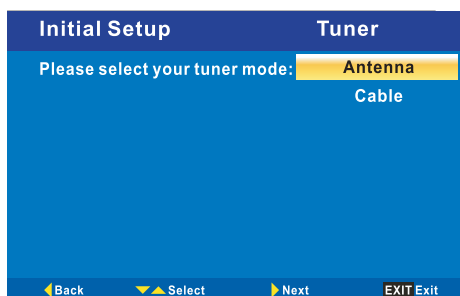 Initial Setup Tuner
Please select your tuner mode: Antenna
Cable
Back Select Next EXIT Exit